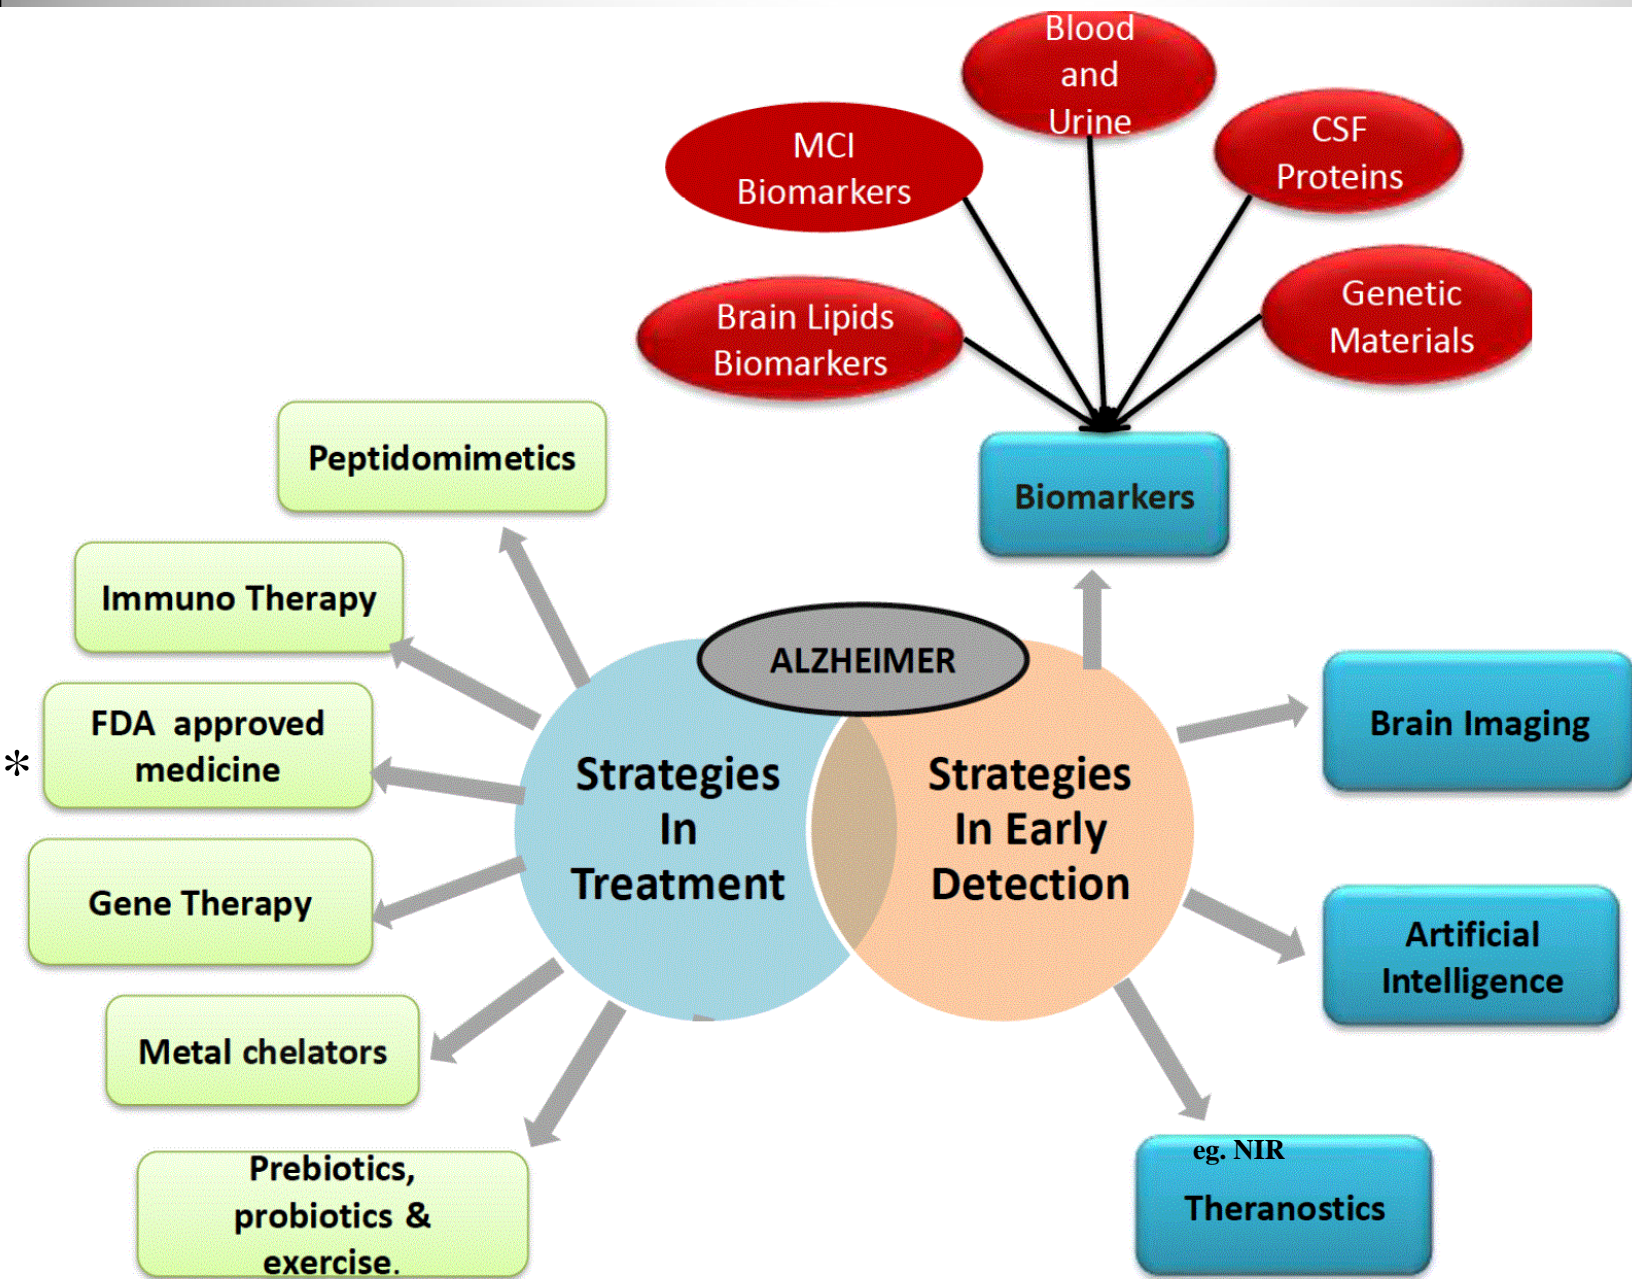 Blood
and
Urine
MCI
Biomarkers
CSF
Proteins
Brain Lipids
Biomarkers
Genetic
Materials
Peptidomimetics
Biomarkers
Immuno Therapy
ALZHEIMER
FDA  approved
medicine
*
Brain Imaging
Strategies
In
Treatment
Strategies
In Early
Detection
Gene Therapy
Artificial
Intelligence
Metal chelators
Prebiotics,
probiotics &
exercise.
eg. NIR
Theranostics